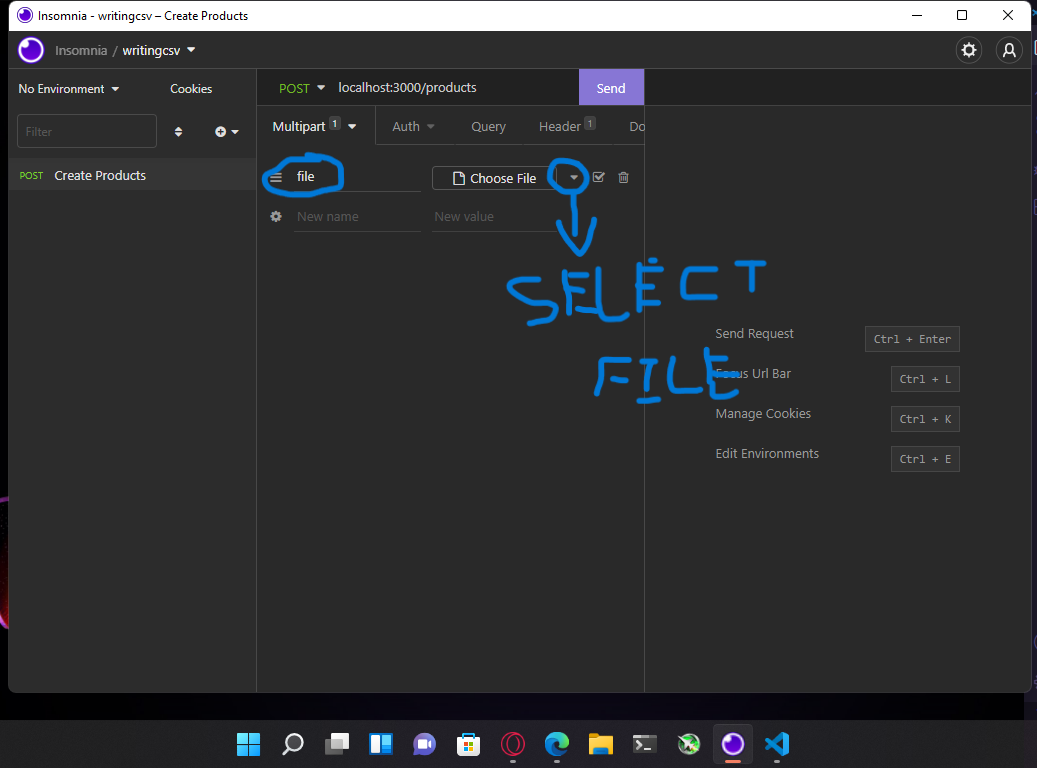 Insomnia - writingcsv – Create Products
Insomnia / writingcsv
No Environment
Cookies
POST
localhost:3000/products
Send
Filter
Multipart 1
Auth
Query
Header 1
Do
POST Create Products
file
Choose File
New name
New value
SELECT
FILE
Send Request
Ctrl + Enter
Focus Url Bar
Ctrl + L
Manage Cookies
Ctrl + K
Edit Environments
Ctrl + E